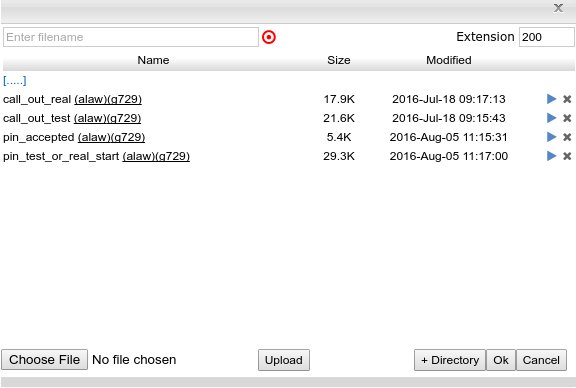 x
Enter filename Extension 200
Name Size Modified
[.....]
call_out_real (alaw)(g729) 17.9K 2016-Jul-18 09:17:13
call_out_test (alaw)(g729) 21.6K 2016-Jul-18 09:15:43
pin_accepted (alaw)(g729) 5.4K 2016-Aug-05 11:15:31
pin_test_or_real_start (alaw)(g729) 29.3K 2016-Aug-05 11:17:00
Choose File No file chosen Upload + Directory Ok Cancel